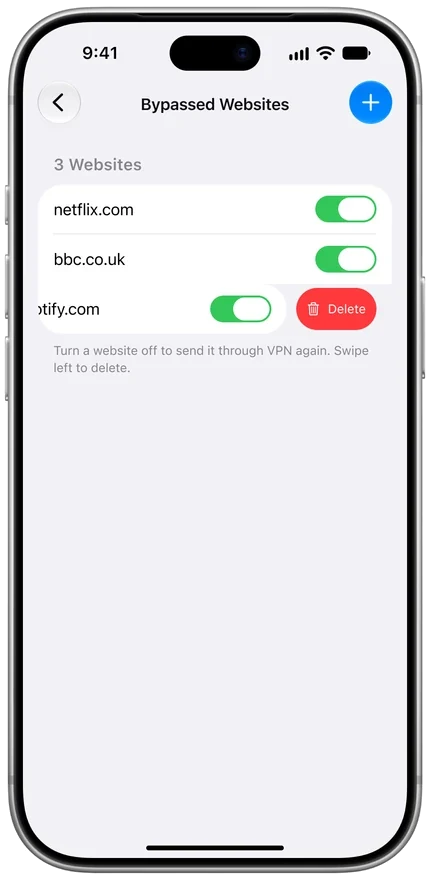 9:41
Bypassed Websites
3 Websites
netflix.com
bbc.co.uk
otify.com Delete
Turn a website off to send it through VPN again. Swipe
left to delete.